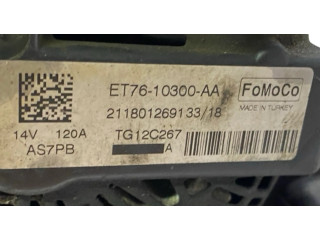 ET76-10300-AA
FoMoCo
211801269133/18
MADE IN TURKEY
14V 120A
TG12C267
AS7PB
A